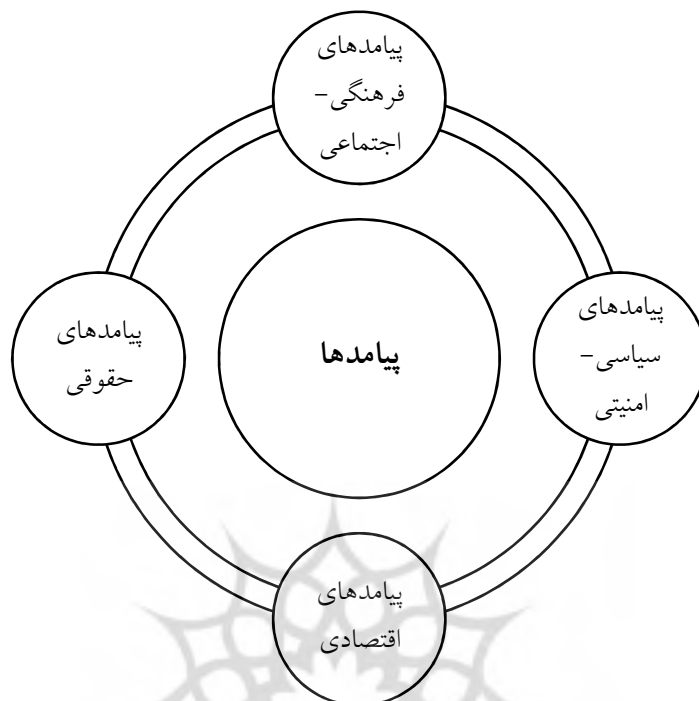 پیامدهای
فرهنگی-
اجتماعی
پیامدهای
سیاسی-
امنیتی
پیامدها
پیامدهای
حقوقی
پیامدهای
اقتصادی